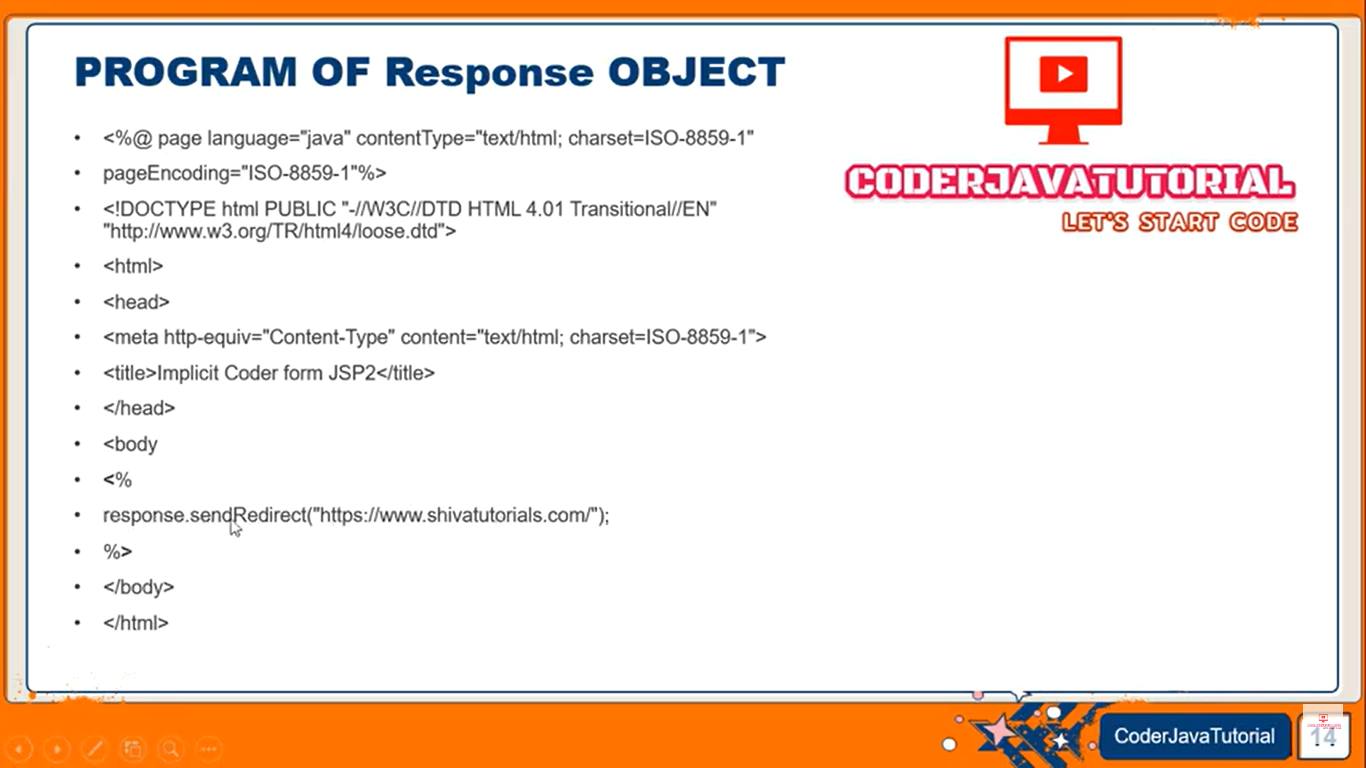 PROGRAM OF Response OBJECT
• <%@ page language="java" contentType="text/html; charset=ISO-8859-1"
• pageEncoding="ISO-8859-1"%>
• <!DOCTYPE html PUBLIC "-//W3C//DTD HTML 4.01 Transitional//EN"
"http://www.w3.org/TR/html4/loose.dtd">
• <html>
• <head>
• <meta http-equiv="Content-Type" content="text/html; charset=ISO-8859-1">
• <title>Implicit Coder form JSP2</title>
• </head>
• <body
• <%
• response.sendRedirect("https://www.shivatutorials.com/");
• %>
• </body>
• </html>
CODERJAVATUTORIAL
LET'S START CODE
CoderJavaTutorial
14